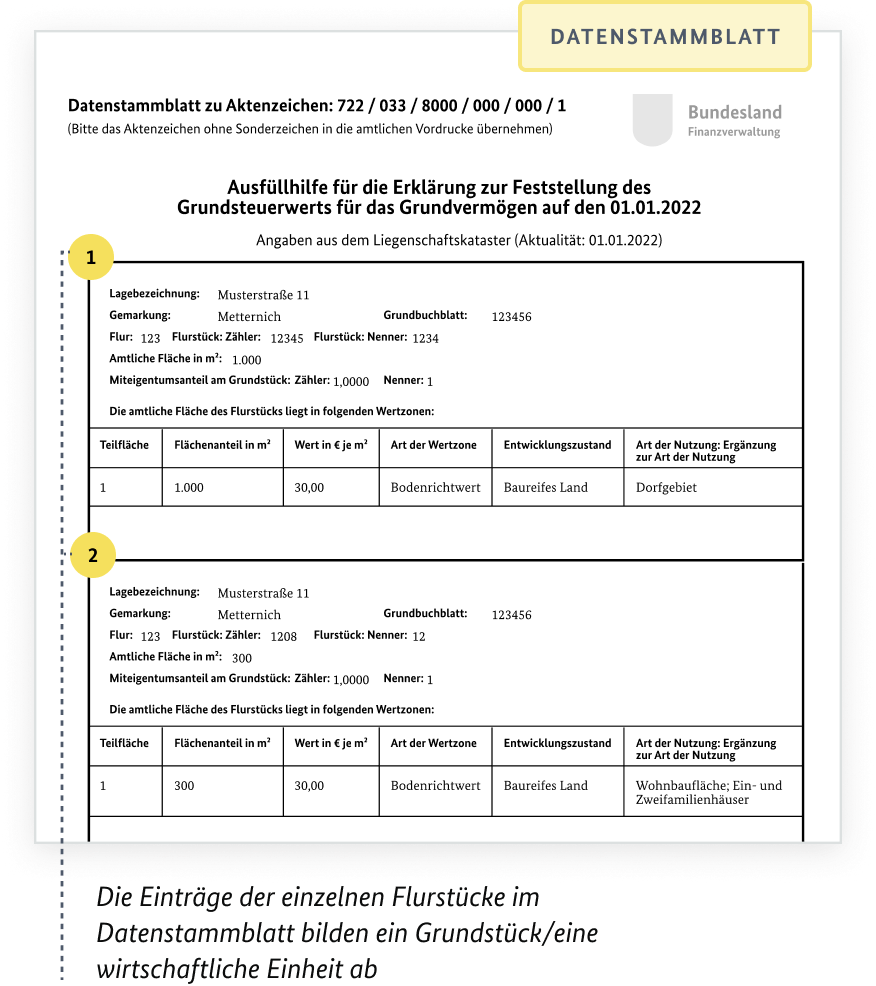 DATENSTAMMBLATT
Datenstammblatt zu Aktenzeichen: 722 / 033 / 8000 / 000 / 000 / 1
(Bitte das Aktenzeichen ohne Sonderzeichen in die amtlichen Vordrucke übernehmen)
Bundesland
Finanzverwaltung
Ausfüllhilfe für die Erklärung zur Feststellung des
Grundsteuerwerts für das Grundvermögen auf den 01.01.2022
Angaben aus dem Liegenschaftskataster (Aktualität: 01.01.2022)
1
Lagebezeichnung: Musterstraße 11
Gemarkung: Metternich Grundbuchblatt: 123456
Flur: 123 Flurstück: Zähler: 12345 Flurstück: Nenner: 1234
Amtliche Fläche in m²: 1.000
Miteigentumsanteil am Grundstück: Zähler: 1,0000 Nenner: 1
Die amtliche Fläche des Flurstücks liegt in folgenden Wertzonen:
Teilfläche Flächenanteil in m² Wert in € je m² Art der Wertzone Entwicklungszustand Art der Nutzung: Ergänzung
zur Art der Nutzung
1 1.000 30,00 Bodenrichtwert Baureifes Land Dorfgebiet
2
Lagebezeichnung: Musterstraße 11
Gemarkung: Metternich Grundbuchblatt: 123456
Flur: 123 Flurstück: Zähler: 1208 Flurstück: Nenner: 12
Amtliche Fläche in m²: 300
Miteigentumsanteil am Grundstück: Zähler: 1,0000 Nenner: 1
Die amtliche Fläche des Flurstücks liegt in folgenden Wertzonen:
Teilfläche Flächenanteil in m² Wert in € je m² Art der Wertzone Entwicklungszustand Art der Nutzung: Ergänzung
zur Art der Nutzung
1 300 30,00 Bodenrichtwert Baureifes Land Wohnbaufläche; Ein- und
Zweifamilienhäuser
Die Einträge der einzelnen Flurstücke im
Datenstammblatt bilden ein Grundstück/eine
wirtschaftliche Einheit ab